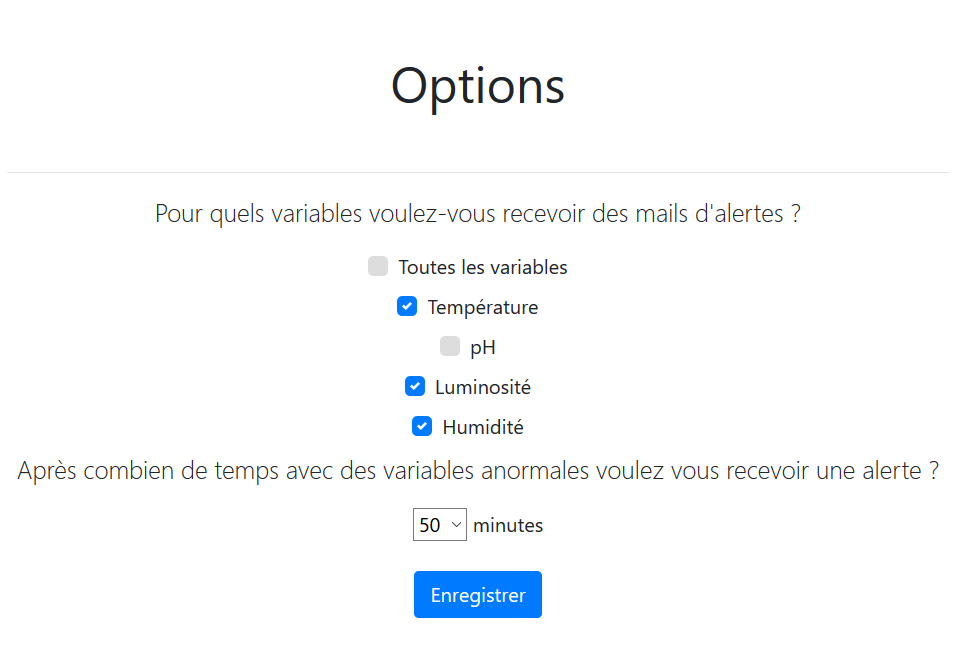 Options
Pour quels variables voulez-vous recevoir des mails d'alertes ?
Toutes les variables
Température
pH
Luminosité
Humidité
Après combien de temps avec des variables anormales voulez vous recevoir une alerte ?
50 minutes
Enregistrer